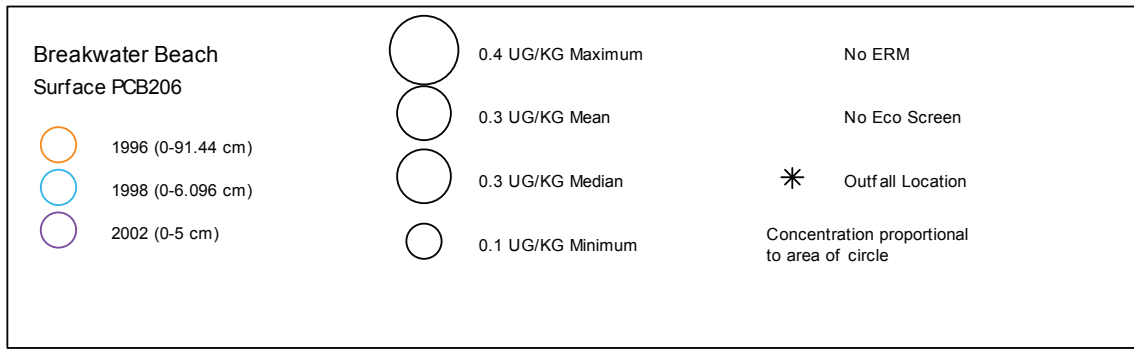 Breakwater Beach
Surface PCB206
1996 (0-91.44 cm)
1998 (0-6.096 cm)
2002 (0-5 cm)
0.4 UG/KG Maximum
0.3 UG/KG Mean
0.3 UG/KG Median
0.1 UG/KG Minimum
No ERM
No Eco Screen
Outfall Location
Concentration proportional
to area of circle